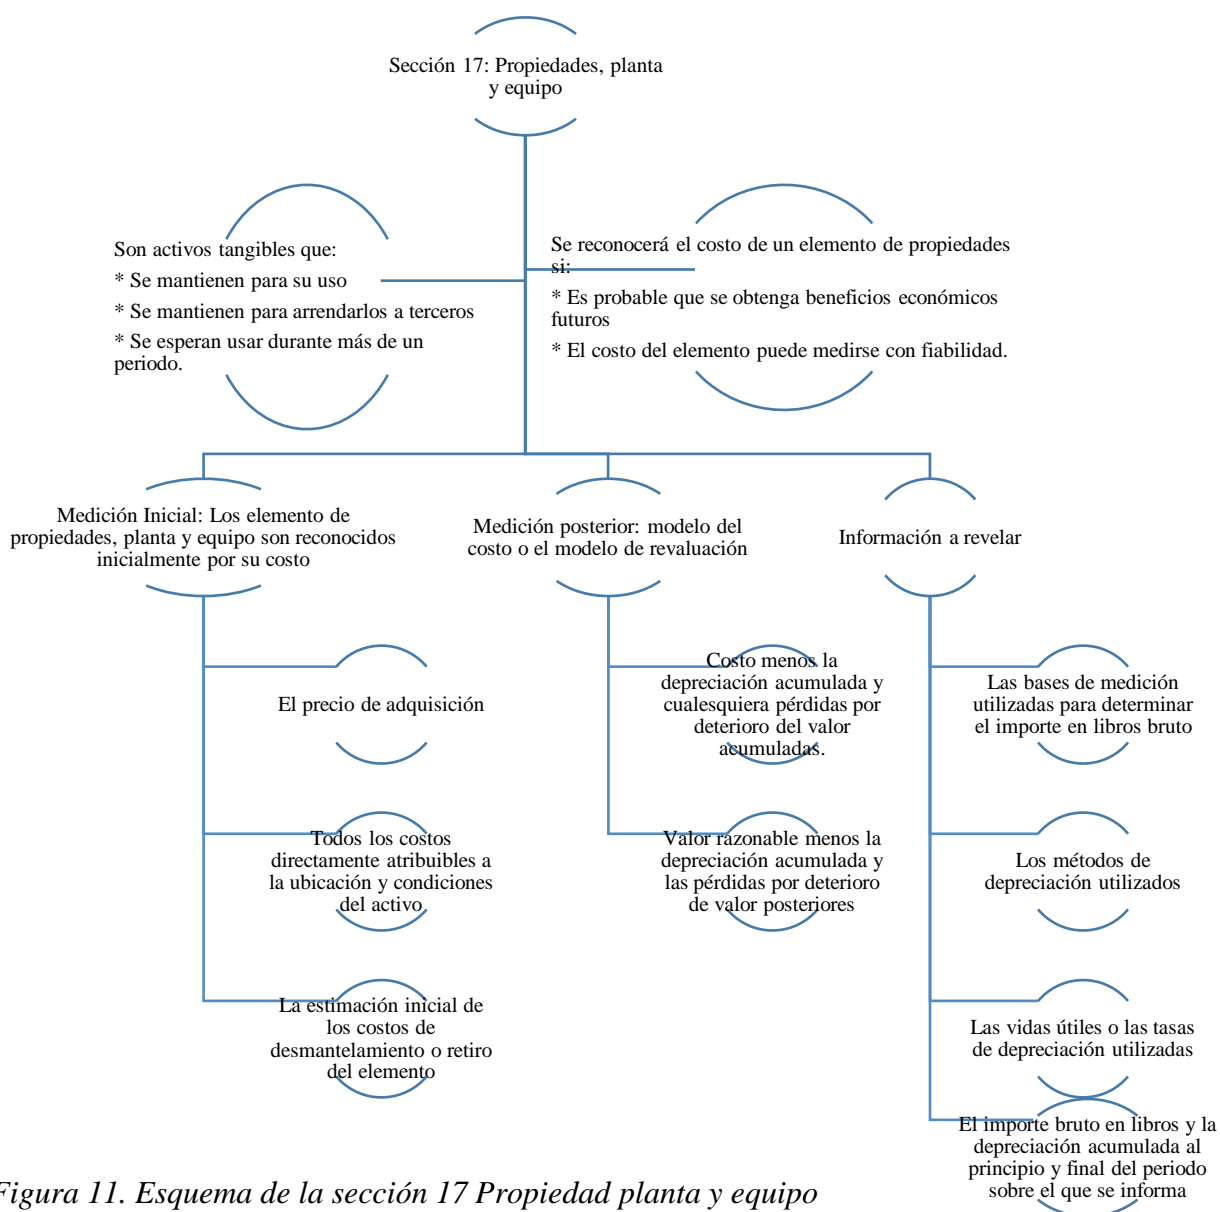 Sección 17: Propiedades, planta
y equipo
Son activos tangibles que:
* Se mantienen para su uso
* Se mantienen para arrendarlos a terceros
* Se esperan usar durante más de un
periodo.
Se reconocerá el costo de un elemento de propiedades
si:
* Es probable que se obtenga beneficios económicos
futuros
* El costo del elemento puede medirse con fiabilidad.
Medición Inicial: Los elemento de
propiedades, planta y equipo son reconocidos
inicialmente por su costo
Medición posterior: modelo del
costo o el modelo de revaluación
Información a revelar
El precio de adquisición
Todos los costos
directamente atribuibles a
la ubicación y condiciones
del activo
La estimación inicial de
los costos de
desmantelamiento o retiro
del elemento
Costo menos la
depreciación acumulada y
cualesquiera pérdidas por
deterioro del valor
acumuladas.
Valor razonable menos la
depreciación acumulada y
las pérdidas por deterioro
de valor posteriores
Las bases de medición
utilizadas para determinar
el importe en libros bruto
Los métodos de
depreciación utilizados
Las vidas útiles o las tasas
de depreciación utilizadas
El importe bruto en libros y la
depreciación acumulada al
principio y final del periodo
sobre el que se informa
Figura 11. Esquema de la sección 17 Propiedad planta y equipo